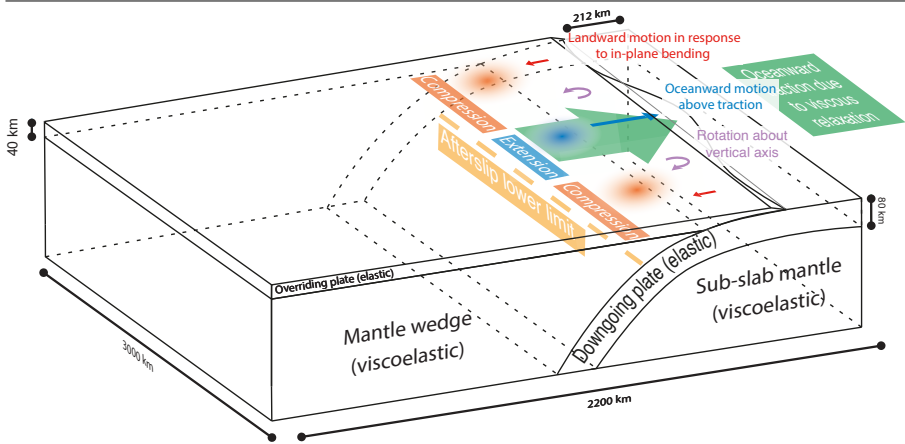 212 km
Landward motion in response
to in-plane bending
Oceanward
traction due
to viscous
relaxation
Oceanward motion
above traction
Rotation about
vertical axis
Compression
Extension
Compression
Afterslip lower limit
40 km
80 km
Overriding plate (elastic)
Downgoing plate (elastic)
Sub-slab mantle
(viscoelastic)
Mantle wedge
(viscoelastic)
3000 km
2200 km